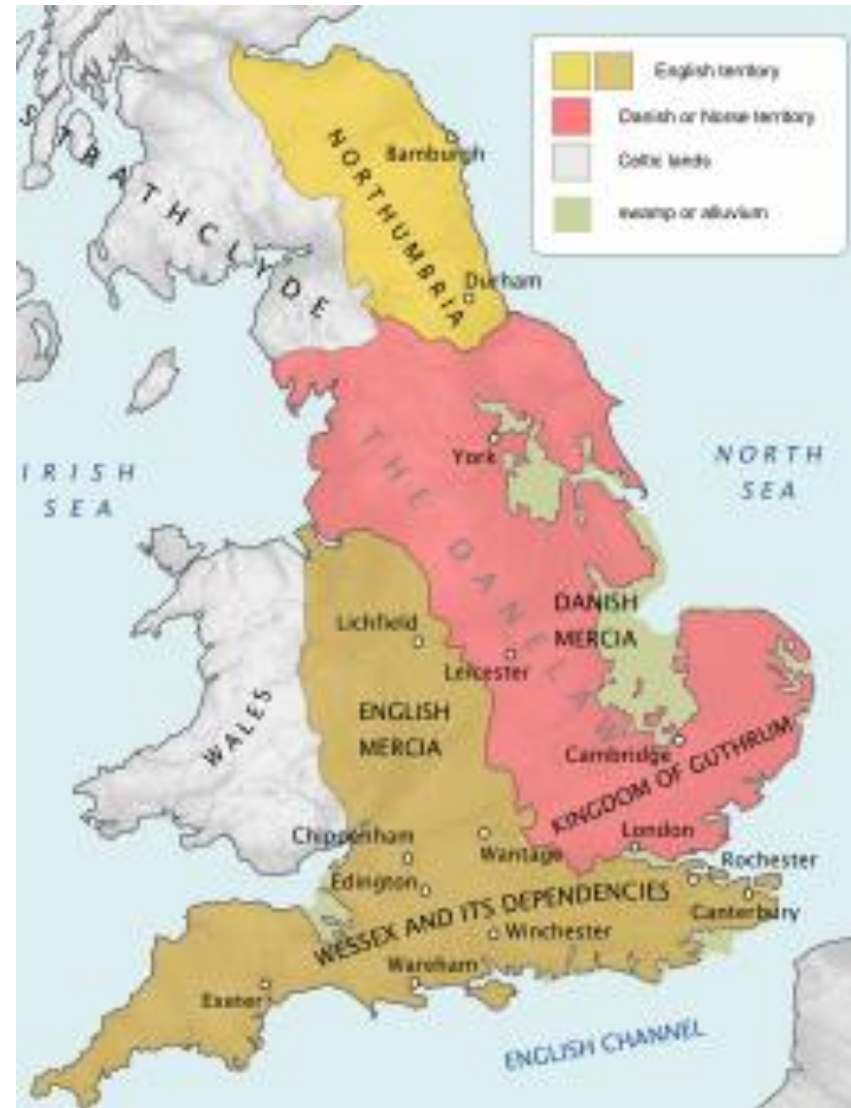 English territory
Danish or Norse territory
Celtic lands
swamp or alluvium
STRATHCLYDE
NORTHUMBRIA
Bamburgh
Durham
York
THE DANELAW
IRISH
SEA
NORTH
SEA
DANISH
MERCIA
Lichfield
Leicester
WALES
ENGLISH
MERCIA
Cambridge
KINGDOM OF GUTHRUM
Chippenham
Wantage
London
Rochester
Edington
Canterbury
WESSEX AND ITS DEPENDENCIES
Winchester
Wareham
Exeter
ENGLISH CHANNEL